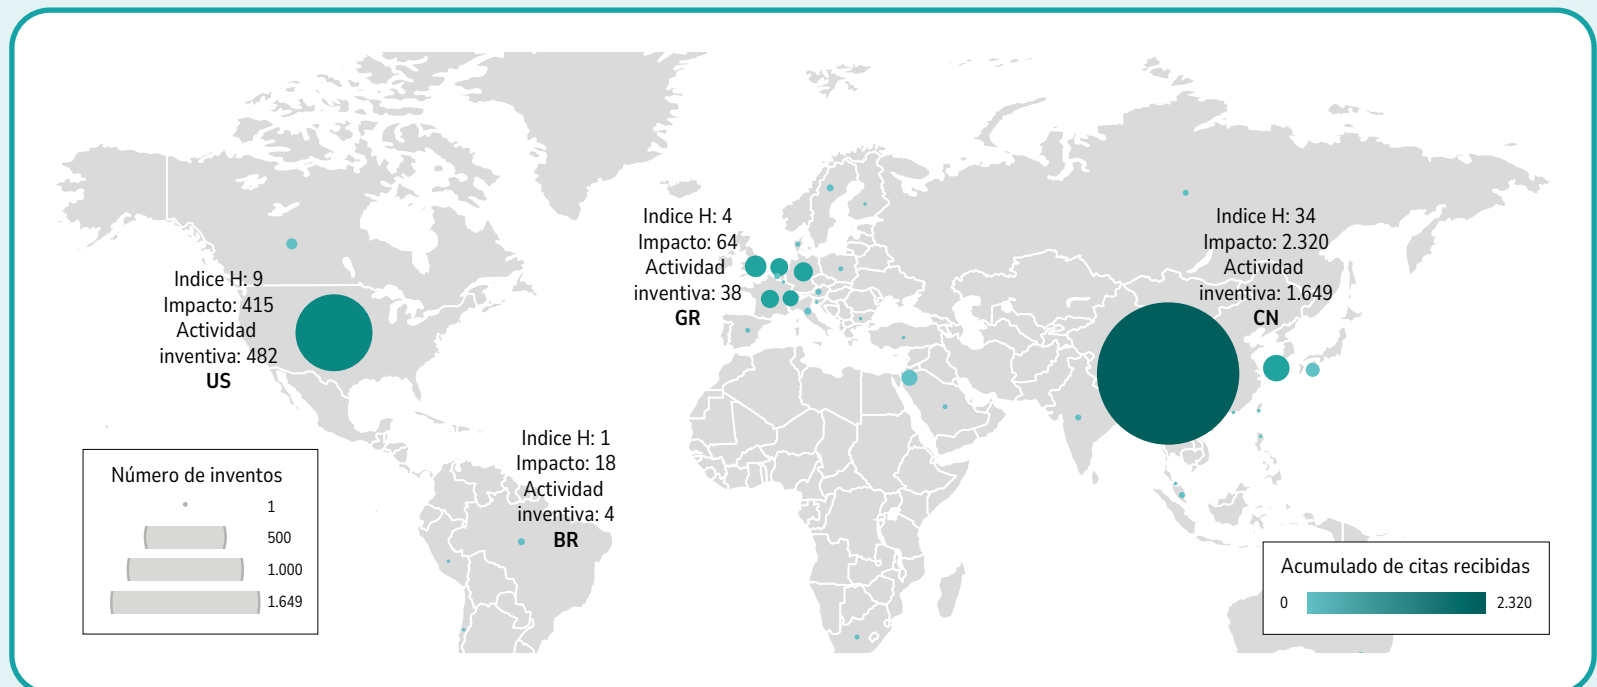 Indice H: 9
Impacto: 415
Actividad
inventiva: 482
US
Indice H: 4
Impacto: 64
Actividad
inventiva: 38
GR
Indice H: 34
Impacto: 2.320
Actividad
inventiva: 1.649
CN
Indice H: 1
Impacto: 18
Actividad
inventiva: 4
BR
Número de inventos
1
500
1.000
1.649
Acumulado de citas recibidas
0 2.320